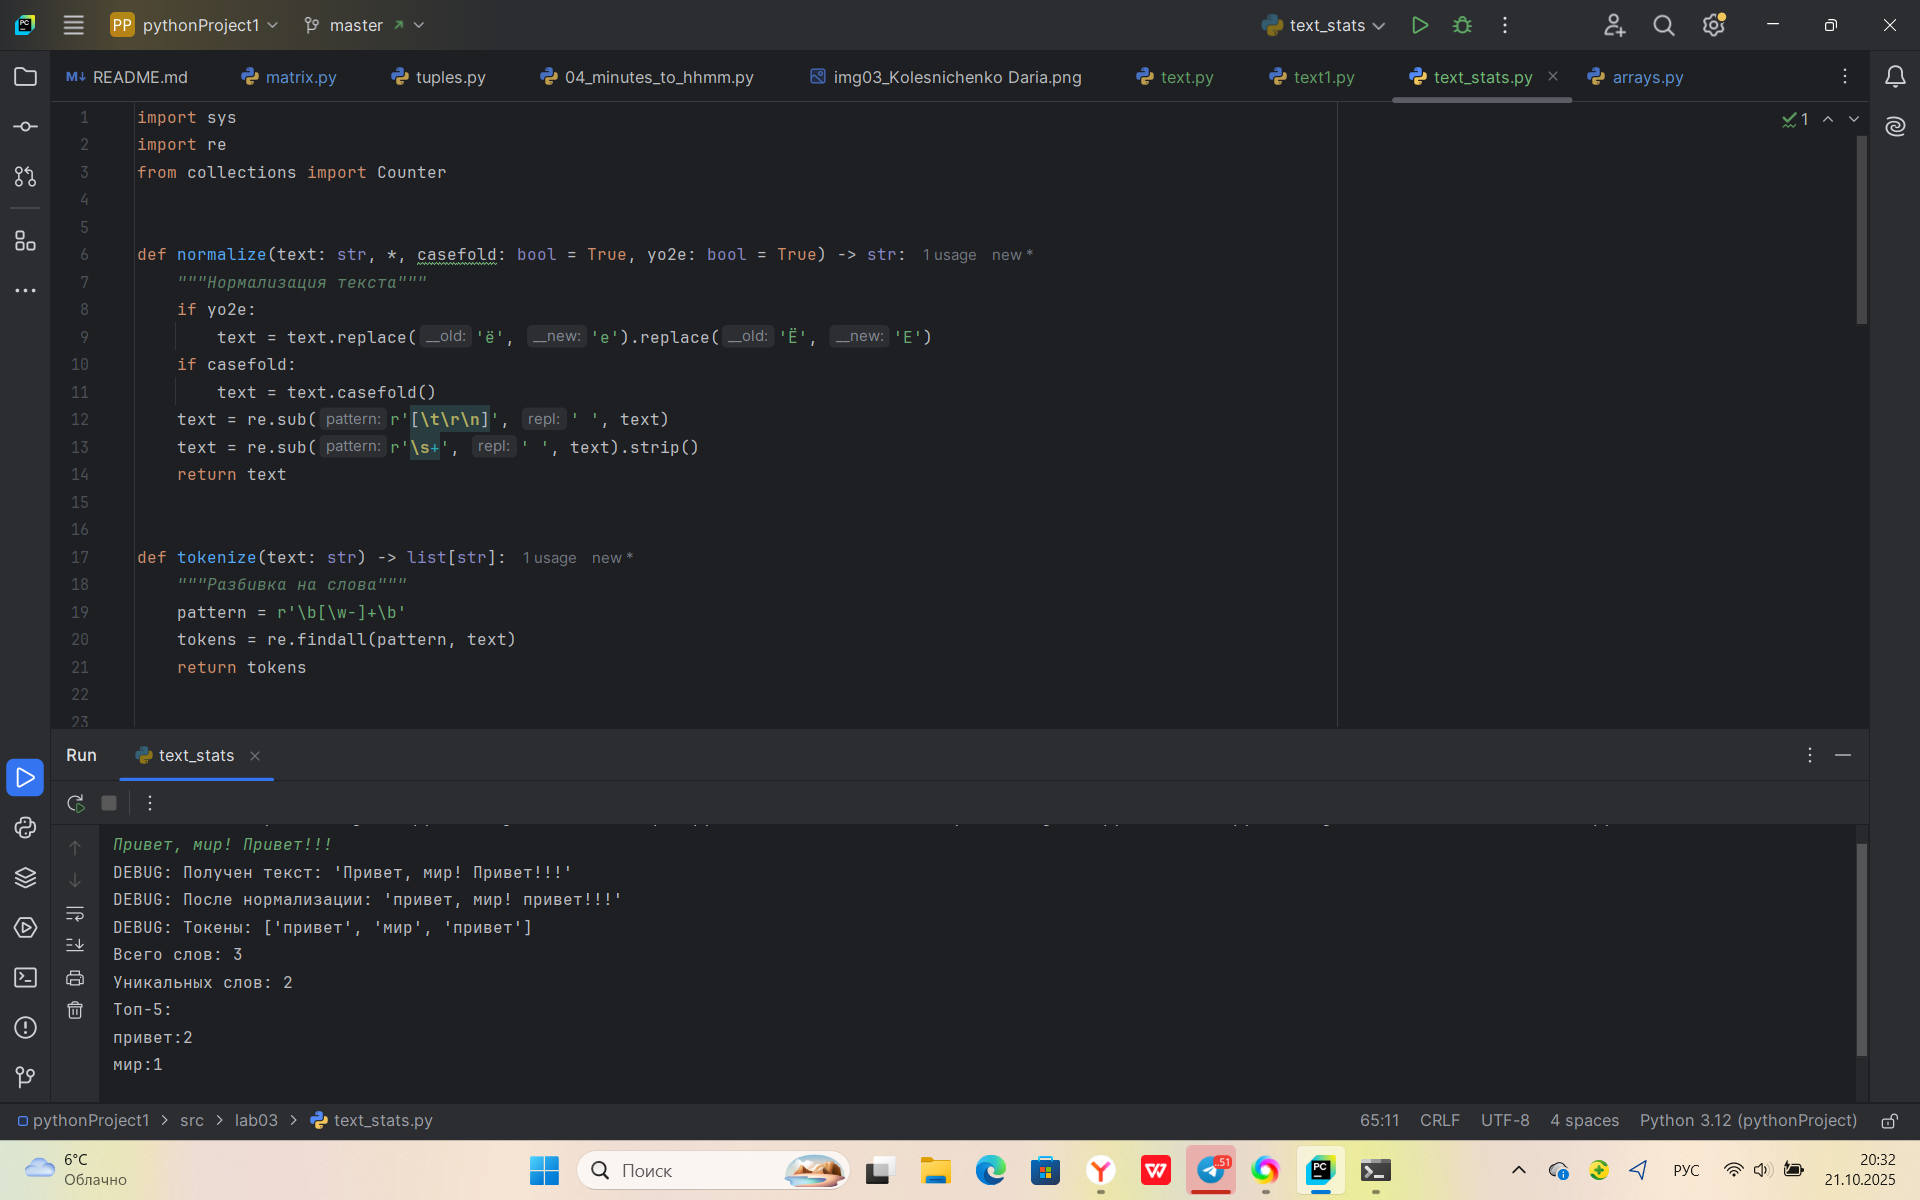 PP pythonProject1 master text_stats
README.md matrix.py tuples.py 04_minutes_to_hhmm.py img03_Kolesnichenko Daria.png text.py text1.py text_stats.py arrays.py
1 import sys
2 import re
3 from collections import Counter
4
5
6 def normalize(text: str, *, casefold: bool = True, yo2e: bool = True) -> str: 1 usage new *
7 """Нормализация текста"""
8 if yo2e:
9 text = text.replace(__old: 'ё', __new: 'е').replace(__old: 'Ё', __new: 'Е')
10 if casefold:
11 text = text.casefold()
12 text = re.sub(pattern: r'[\t\r\n]', repl: ' ', text)
13 text = re.sub(pattern: r'\s+', repl: ' ', text).strip()
14 return text
15
16
17 def tokenize(text: str) -> list[str]: 1 usage new *
18 """Разбивка на слова"""
19 pattern = r'\b[\w-]+\b'
20 tokens = re.findall(pattern, text)
21 return tokens
22
23
1
Run text_stats
Привет, мир! Привет!!!
DEBUG: Получен текст: 'Привет, мир! Привет!!!'
DEBUG: После нормализации: 'привет, мир! привет!!!'
DEBUG: Токены: ['привет', 'мир', 'привет']
Всего слов: 3
Уникальных слов: 2
Топ-5:
привет:2
мир:1
pythonProject1 > src > lab03 > text_stats.py 65:11 CRLF UTF-8 4 spaces Python 3.12 (pythonProject)
6°C
Облачно
Поиск
51
РУС
20:32
21.10.2025